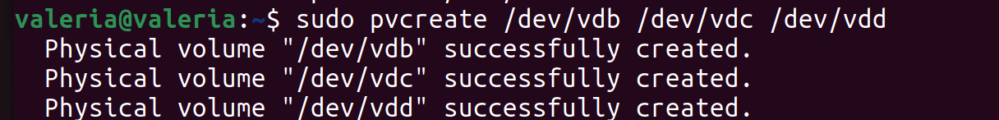 valeria@valeria:~$ sudo pvcreate /dev/vdb /dev/vdc /dev/vdd
  Physical volume "/dev/vdb" successfully created.
  Physical volume "/dev/vdc" successfully created.
  Physical volume "/dev/vdd" successfully created.